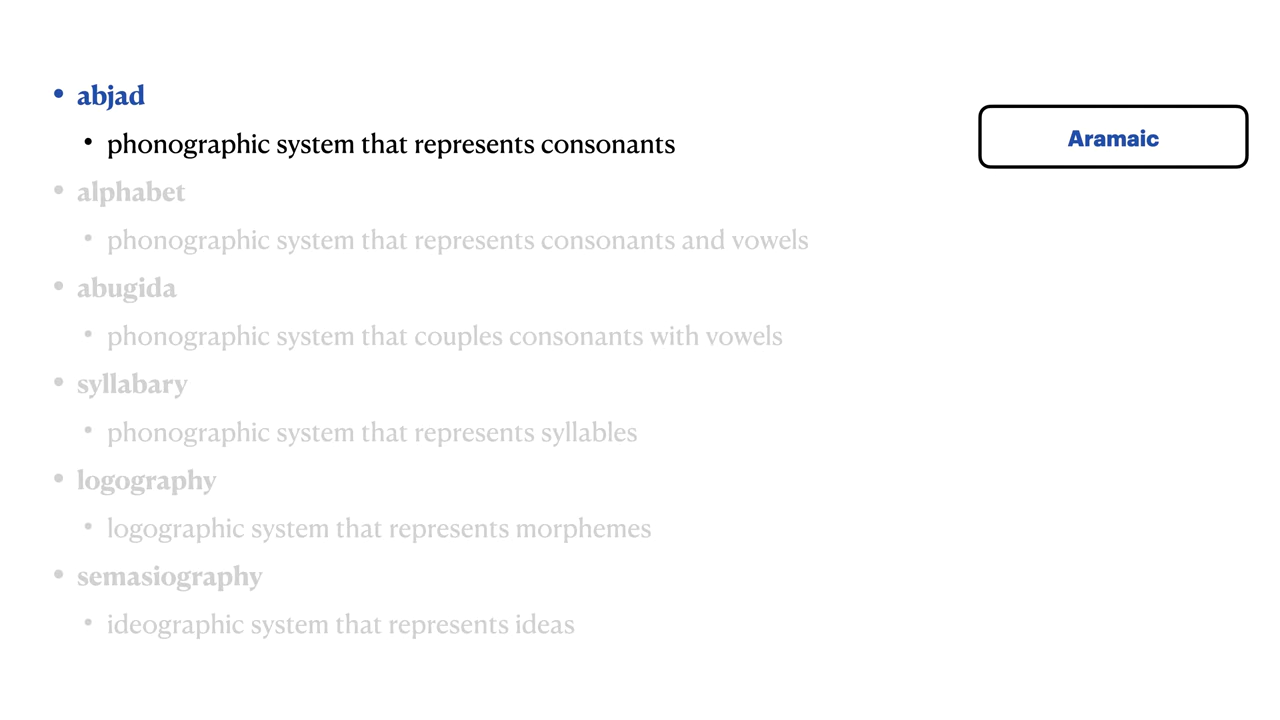 • abjad
• phonographic system that represents consonants
Aramaic
• alphabet
• phonographic system that represents consonants and vowels
• abugida
• phonographic system that couples consonants with vowels
• syllabary
• phonographic system that represents syllables
• logography
• logographic system that represents morphemes
• semasiography
• ideographic system that represents ideas